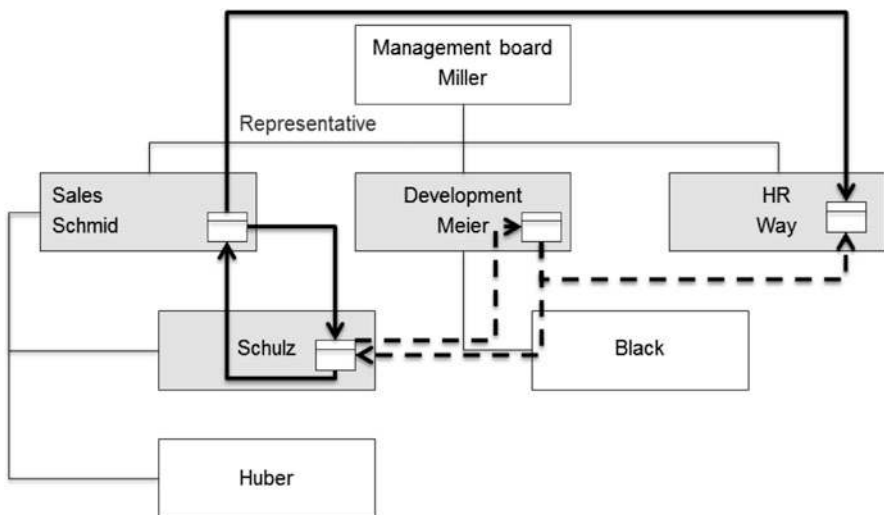 Management board
Miller
Representative
Sales
Schmid
Development
Meier
HR
Way
Schulz
Black
Huber